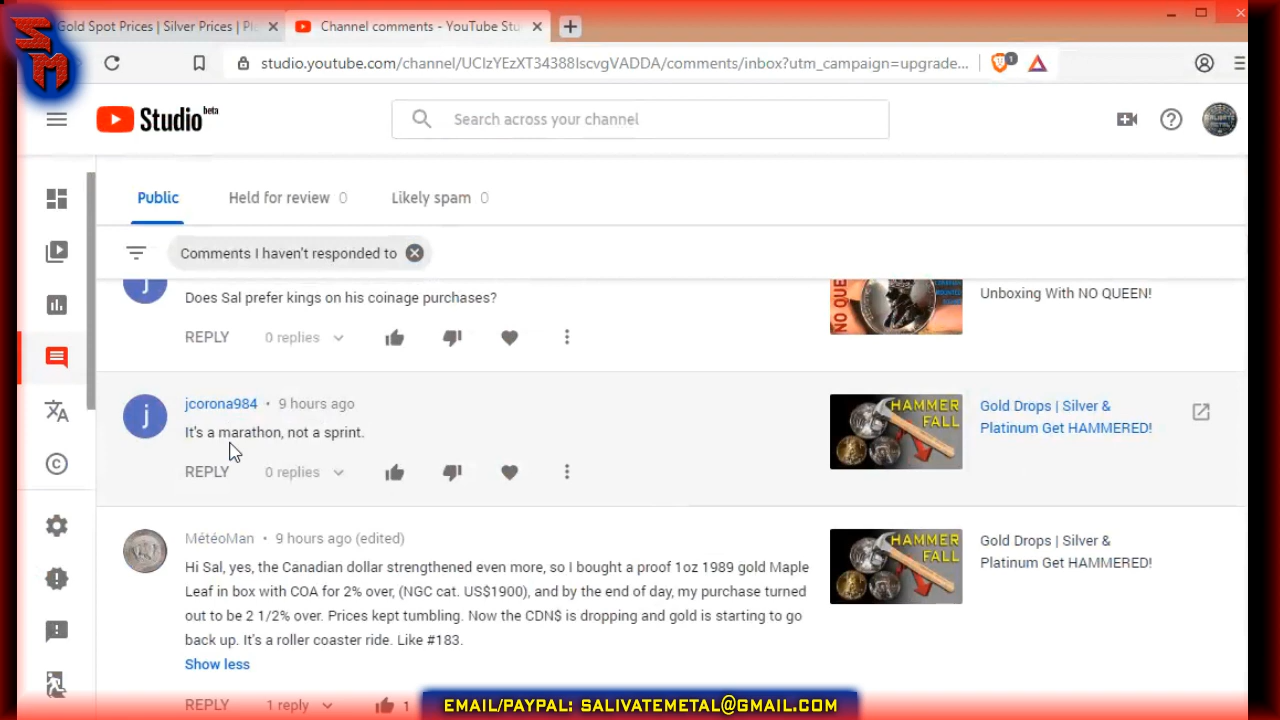 SM
Gold Spot Prices | Silver Prices | Pl
Channel comments - YouTube Stu
studio.youtube.com/channel/UCIzYEzXT34388IscvgVADDA/comments/inbox?utm_campaign=upgrade...
1
Studio beta
Search across your channel
Public
Held for review 0
Likely spam 0
Comments I haven't responded to
j
Does Sal prefer kings on his coinage purchases?
REPLY 0 replies
NO QUEE
Unboxing With NO QUEEN!
j
jcorona984 • 9 hours ago
It's a marathon, not a sprint.
REPLY 0 replies
HAMMER
FALL
Gold Drops | Silver &
Platinum Get HAMMERED!
MétéoMan • 9 hours ago (edited)
Hi Sal, yes, the Canadian dollar strengthened even more, so I bought a proof 1oz 1989 gold Maple
Leaf in box with COA for 2% over, (NGC cat. US$1900), and by the end of day, my purchase turned
out to be 2 1/2% over. Prices kept tumbling. Now the CDN$ is dropping and gold is starting to go
back up. It's a roller coaster ride. Like #183.
Show less
REPLY 1 reply 1
HAMMER
FALL
Gold Drops | Silver &
Platinum Get HAMMERED!
EMAIL/PAYPAL: SALIVATEMETAL@GMAIL.COM